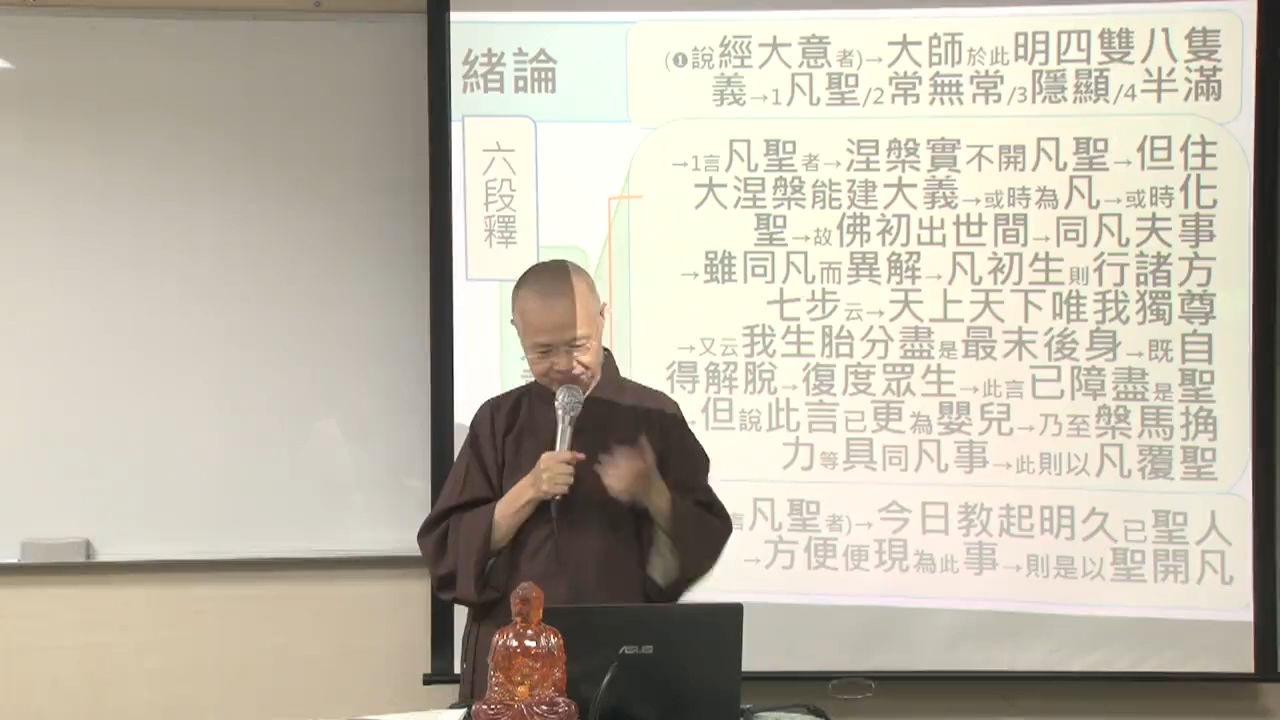 緒論
(❶說經大意者)→大師於此明四雙八隻
義→1凡聖/2常無常/3隱顯/4半滿
六段釋
→1言凡聖者→涅槃實不開凡聖→但住
大涅槃能建大義→或時為凡→或時化
聖→故佛初出世間→同凡夫事
→雖同凡而異解→凡初生則行諸方
七步云→天上天下唯我獨尊
→又云我生胎分盡是最末後身→既自
得解脫→復度眾生→此言已障盡是聖
→但說此言已更為嬰兒→乃至槃馬捔
力等具同凡事→此則以凡覆聖
言凡聖者)→今日教起明久已聖人
→方便便現為此事→則是以聖開凡
ASUS